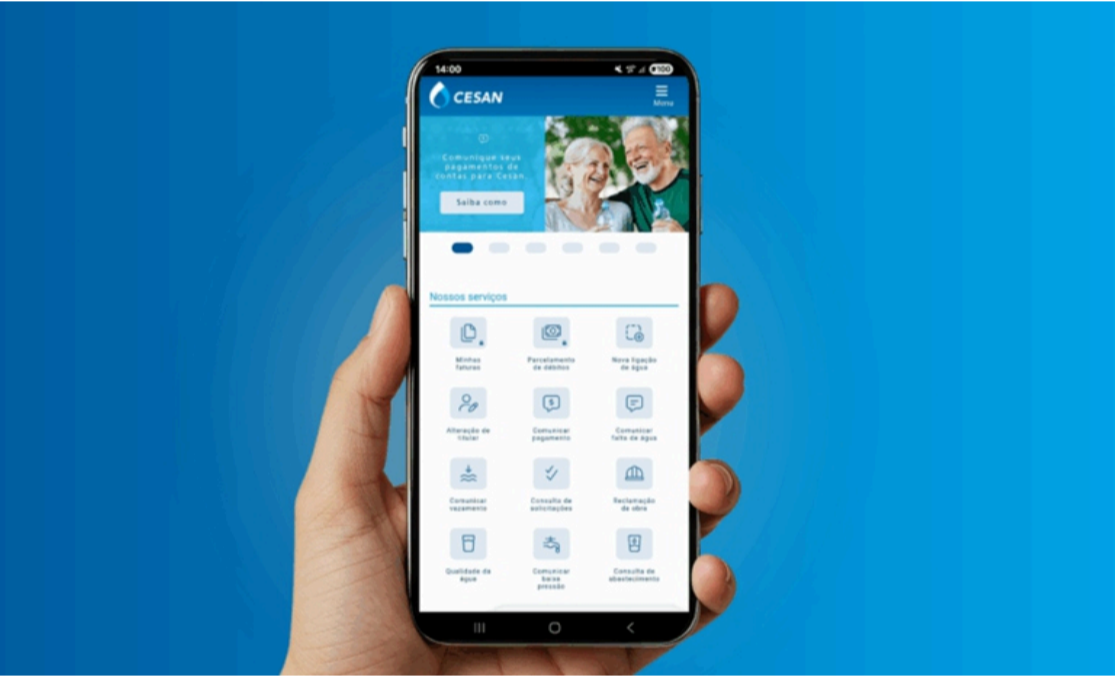 14:00
100
CESAN
Menu
Comunique seus
pagamentos de
contas para Cesan
Saiba como
Nossos serviços
Minhas
faturas
Parcelamento
de débitos
Nova ligação
de água
Alteração de
titular
Comunicar
pagamento
Comunicar
falta de água
Comunicar
vazamento
Consulta de
solicitações
Reclamação
de obra
Qualidade da
água
Comunicar
baixa
pressão
Consulta de
abastecimento